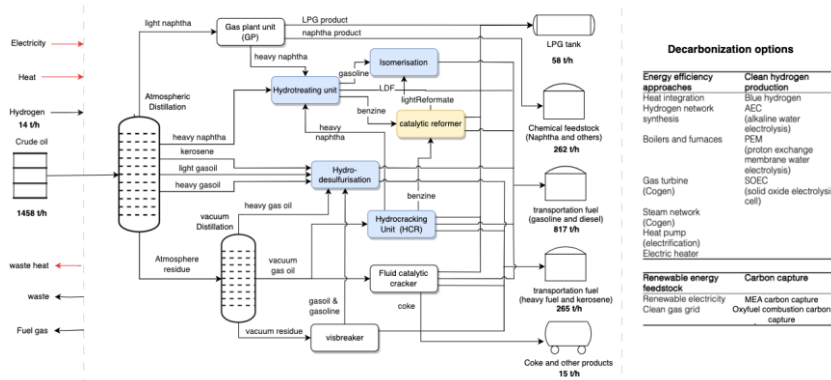 light naphtha
Gas plant unit
(GP)
LPG product
naphtha product
LPG tank
58 t/h
Electricity
Heat
Hydrogen
14 t/h
Crude oil
1458 t/h
waste heat
waste
Fuel gas
Atmospheric
Distillation
heavy naphtha
Isomerisation
gasoline
Hydrotreating unit
LDF
lightReformate
benzine
catalytic reformer
heavy naphtha
kerosene
light gasoil
heavy gasoil
heavy
naphtha
Hydro-
desulfurisation
benzine
Chemical feedstock
(Naphtha and others)
262 t/h
heavy gas oil
vacuum
Distillation
Hydrocracking
Unit (HCR)
transportation fuel
(gasoline and diesel)
817 t/h
Atmosphere
residue
vacuum
gas oil
Fluid catalytic
cracker
transportation fuel
(heavy fuel and kerosene)
265 t/h
gasoil &
gasoline
coke
vacuum residue
visbreaker
Coke and other products
15 t/h
Decarbonization options
Energy efficiency
approaches
Clean hydrogen
production
Heat integration
Blue hydrogen
Hydrogen network
synthesis
AEC
(alkaline water
electrolysis)
Boilers and furnaces
PEM
(proton exchange
membrane water
electrolysis)
Gas turbine
(Cogen)
SOEC
(solid oxide electrolysis
cell)
Steam network
(Cogen)
Heat pump
(electrification)
Electric heater
Renewable energy
feedstock
Carbon capture
Renewable electricity
MEA carbon capture
Clean gas grid
Oxyfuel combustion carbon
capture